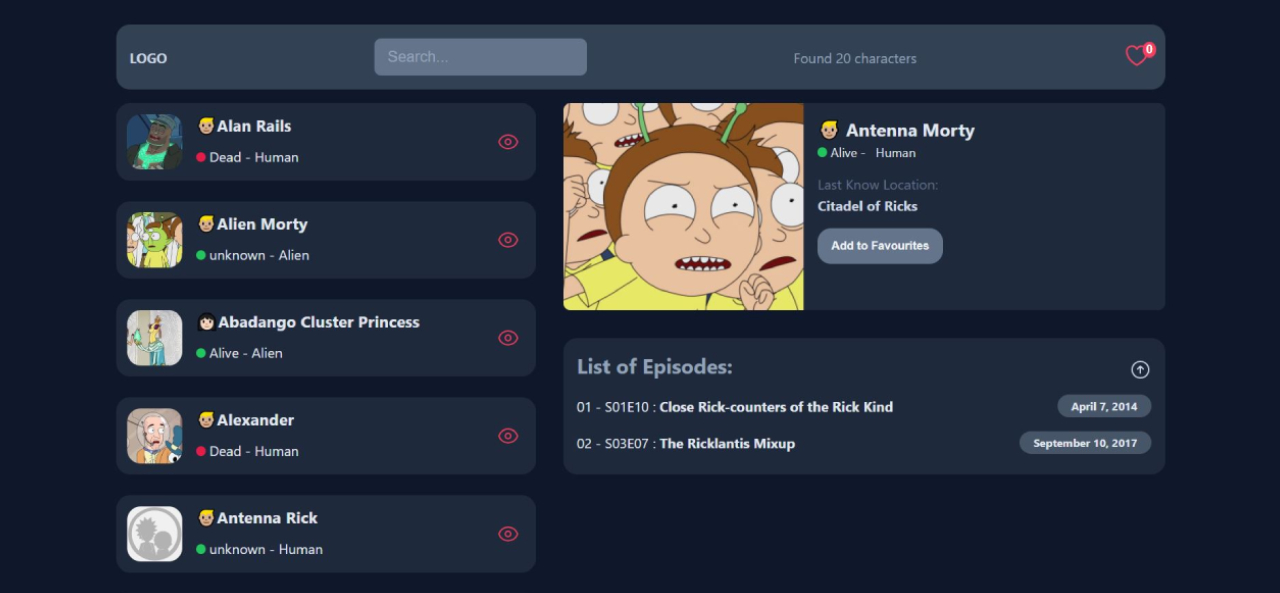 LOGO
Search...
Found 20 characters
0
Alan Rails
Dead - Human
Alien Morty
unknown - Alien
Abadango Cluster Princess
Alive - Alien
Alexander
Dead - Human
Antenna Rick
unknown - Human
Antenna Morty
Alive - Human
Last Know Location:
Citadel of Ricks
Add to Favourites
List of Episodes:
01 - S01E10 : Close Rick-counters of the Rick Kind April 7, 2014
02 - S03E07 : The Ricklantis Mixup September 10, 2017